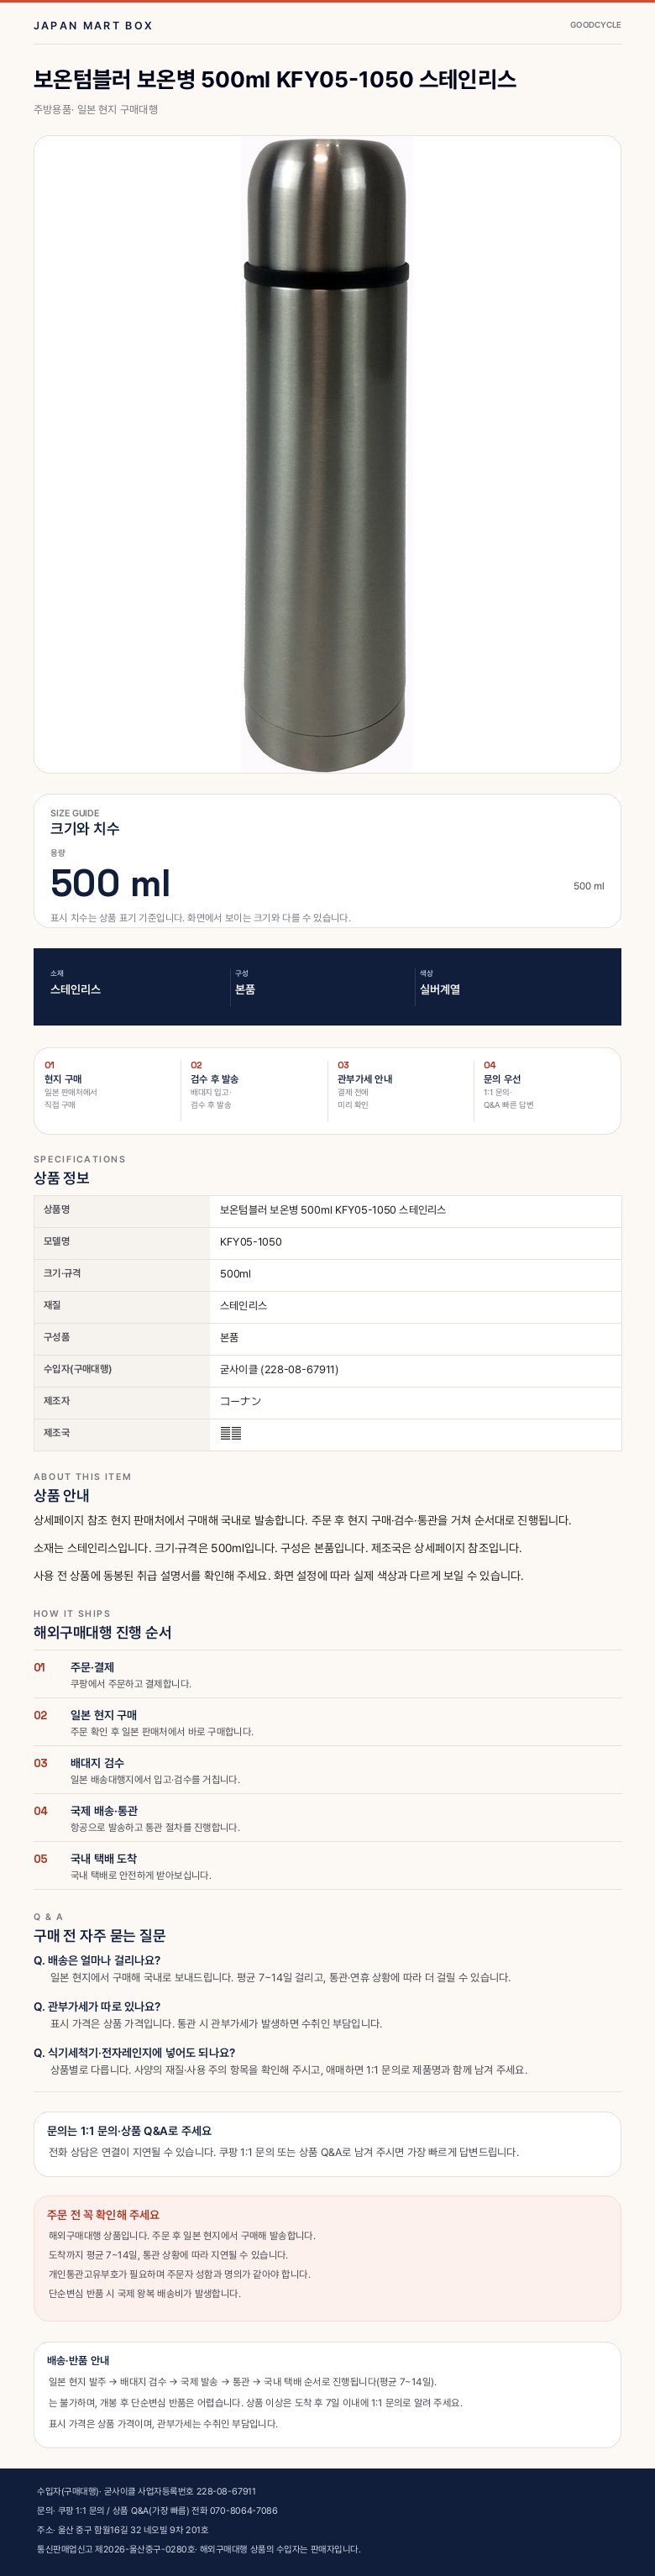 JAPAN MART BOX
GOODCYCLE
보온텀블러 보온병 500ml KFY05-1050 스테인리스
주방용품· 일본 현지 구매대행
SIZE GUIDE
크기와 치수
용량
500 ml
500 ml
표시 치수는 상품 표기 기준입니다. 화면에서 보이는 크기와 다를 수 있습니다.
소재
스테인리스
구성
본품
색상
실버계열
01
현지 구매
일본 판매처에서
직접 구매
02
검수 후 발송
배대지 입고·
검수 후 발송
03
관부가세 안내
결제 전에
미리 확인
04
문의 우선
1:1 문의·
Q&A 빠른 답변
SPECIFICATIONS
상품 정보
상품명 보온텀블러 보온병 500ml KFY05-1050 스테인리스
모델명 KFY05-1050
크기·규격 500ml
재질 스테인리스
구성품 본품
수입자(구매대행) 굳사이클 (228-08-67911)
제조자 コーナン
제조국
ABOUT THIS ITEM
상품 안내
상세페이지 참조 현지 판매처에서 구매해 국내로 발송합니다. 주문 후 현지 구매·검수·통관을 거쳐 순서대로 진행됩니다.
소재는 스테인리스입니다. 크기·규격은 500ml입니다. 구성은 본품입니다. 제조국은 상세페이지 참조입니다.
사용 전 상품에 동봉된 취급 설명서를 확인해 주세요. 화면 설정에 따라 실제 색상과 다르게 보일 수 있습니다.
HOW IT SHIPS
해외구매대행 진행 순서
01 주문·결제
쿠팡에서 주문하고 결제합니다.
02 일본 현지 구매
주문 확인 후 일본 판매처에서 바로 구매합니다.
03 배대지 검수
일본 배송대행지에서 입고·검수를 거칩니다.
04 국제 배송·통관
항공으로 발송하고 통관 절차를 진행합니다.
05 국내 택배 도착
국내 택배로 안전하게 받아보십니다.
Q & A
구매 전 자주 묻는 질문
Q. 배송은 얼마나 걸리나요?
일본 현지에서 구매해 국내로 보내드립니다. 평균 7~14일 걸리고, 통관·연휴 상황에 따라 더 걸릴 수 있습니다.
Q. 관부가세가 따로 있나요?
표시 가격은 상품 가격입니다. 통관 시 관부가세가 발생하면 수취인 부담입니다.
Q. 식기세척기·전자레인지에 넣어도 되나요?
상품별로 다릅니다. 사양의 재질·사용 주의 항목을 확인해 주시고, 애매하면 1:1 문의로 제품명과 함께 남겨 주세요.
문의는 1:1 문의·상품 Q&A로 주세요
전화 상담은 연결이 지연될 수 있습니다. 쿠팡 1:1 문의 또는 상품 Q&A로 남겨 주시면 가장 빠르게 답변드립니다.
주문 전 꼭 확인해 주세요
해외구매대행 상품입니다. 주문 후 일본 현지에서 구매해 발송합니다.
도착까지 평균 7~14일, 통관 상황에 따라 지연될 수 있습니다.
개인통관고유부호가 필요하며 주문자 성함과 명의가 같아야 합니다.
단순변심 반품 시 국제 왕복 배송비가 발생합니다.
배송·반품 안내
일본 현지 발주 → 배대지 검수 → 국제 발송 → 통관 → 국내 택배 순서로 진행됩니다(평균 7~14일).
는 불가하며, 개봉 후 단순변심 반품은 어렵습니다. 상품 이상은 도착 후 7일 이내에 1:1 문의로 알려 주세요.
표시 가격은 상품 가격이며, 관부가세는 수취인 부담입니다.
수입자(구매대행)· 굳사이클 사업자등록번호 228-08-67911
문의· 쿠팡 1:1 문의 / 상품 Q&A(가장 빠름) 전화 070-8064-7086
주소· 울산 중구 함월16길 32 네오빌 9차 201호
통신판매업신고 제2026-울산중구-0280호· 해외구매대행 상품의 수입자는 판매자입니다.